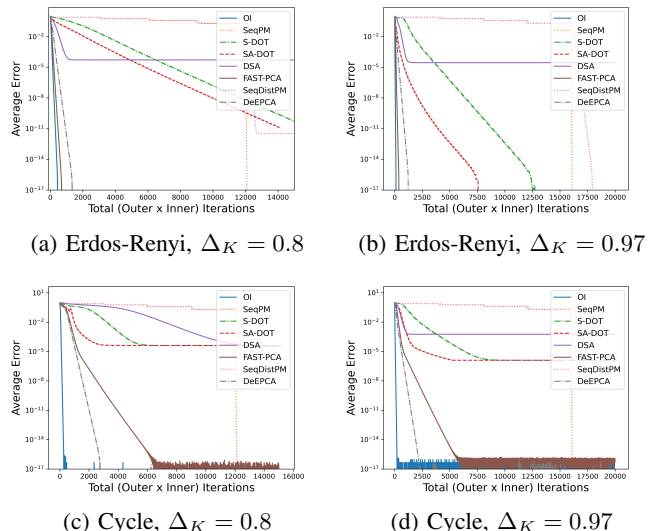 10⁻²
10⁻⁵
10⁻⁸
10⁻¹¹
10⁻¹⁴
10⁻¹⁷
Average Error
0 2000 4000 6000 8000 10000 12000 14000
Total (Outer x Inner) Iterations
OI
SeqPM
S-DOT
SA-DOT
DSA
FAST-PCA
SeqDistPM
DeEPCA
(a) Erdos-Renyi, Δ_K = 0.8
10⁻²
10⁻⁵
10⁻⁸
10⁻¹¹
10⁻¹⁴
10⁻¹⁷
Average Error
0 2500 5000 7500 10000 12500 15000 17500 20000
Total (Outer x Inner) Iterations
OI
SeqPM
S-DOT
SA-DOT
DSA
FAST-PCA
SeqDistPM
DeEPCA
(b) Erdos-Renyi, Δ_K = 0.97
10¹
10⁻²
10⁻⁵
10⁻⁸
10⁻¹¹
10⁻¹⁴
10⁻¹⁷
Average Error
0 2000 4000 6000 8000 10000 12000 14000 16000
Total (Outer x Inner) Iterations
OI
SeqPM
S-DOT
SA-DOT
DSA
FAST-PCA
SeqDistPM
DeEPCA
(c) Cycle, Δ_K = 0.8
10¹
10⁻²
10⁻⁵
10⁻⁸
10⁻¹¹
10⁻¹⁴
10⁻¹⁷
Average Error
0 2500 5000 7500 10000 12500 15000 17500 20000
Total (Outer x Inner) Iterations
OI
SeqPM
S-DOT
SA-DOT
DSA
FAST-PCA
SeqDistPM
DeEPCA
(d) Cycle, Δ_K = 0.97